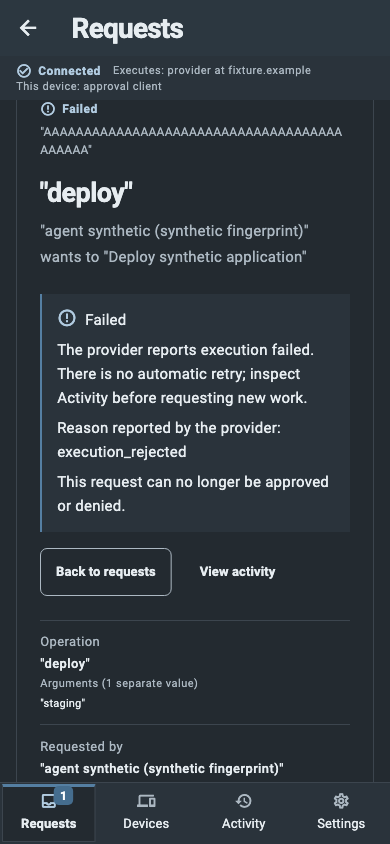 Requests
Connected Executes: provider at fixture.example
This device: approval client
Failed
"AAAAAAAAAAAAAAAAAAAAAAAAAAAAAAAAAAAAA
AAAAAA"
"deploy"
"agent synthetic (synthetic fingerprint)"
wants to "Deploy synthetic application"
Failed
The provider reports execution failed.
There is no automatic retry; inspect
Activity before requesting new work.
Reason reported by the provider:
execution_rejected
This request can no longer be approved
or denied.
Back to requests View activity
Operation
"deploy"
Arguments (1 separate value)
"staging"
Requested by
"agent synthetic (synthetic fingerprint)"
1
Requests Devices Activity Settings